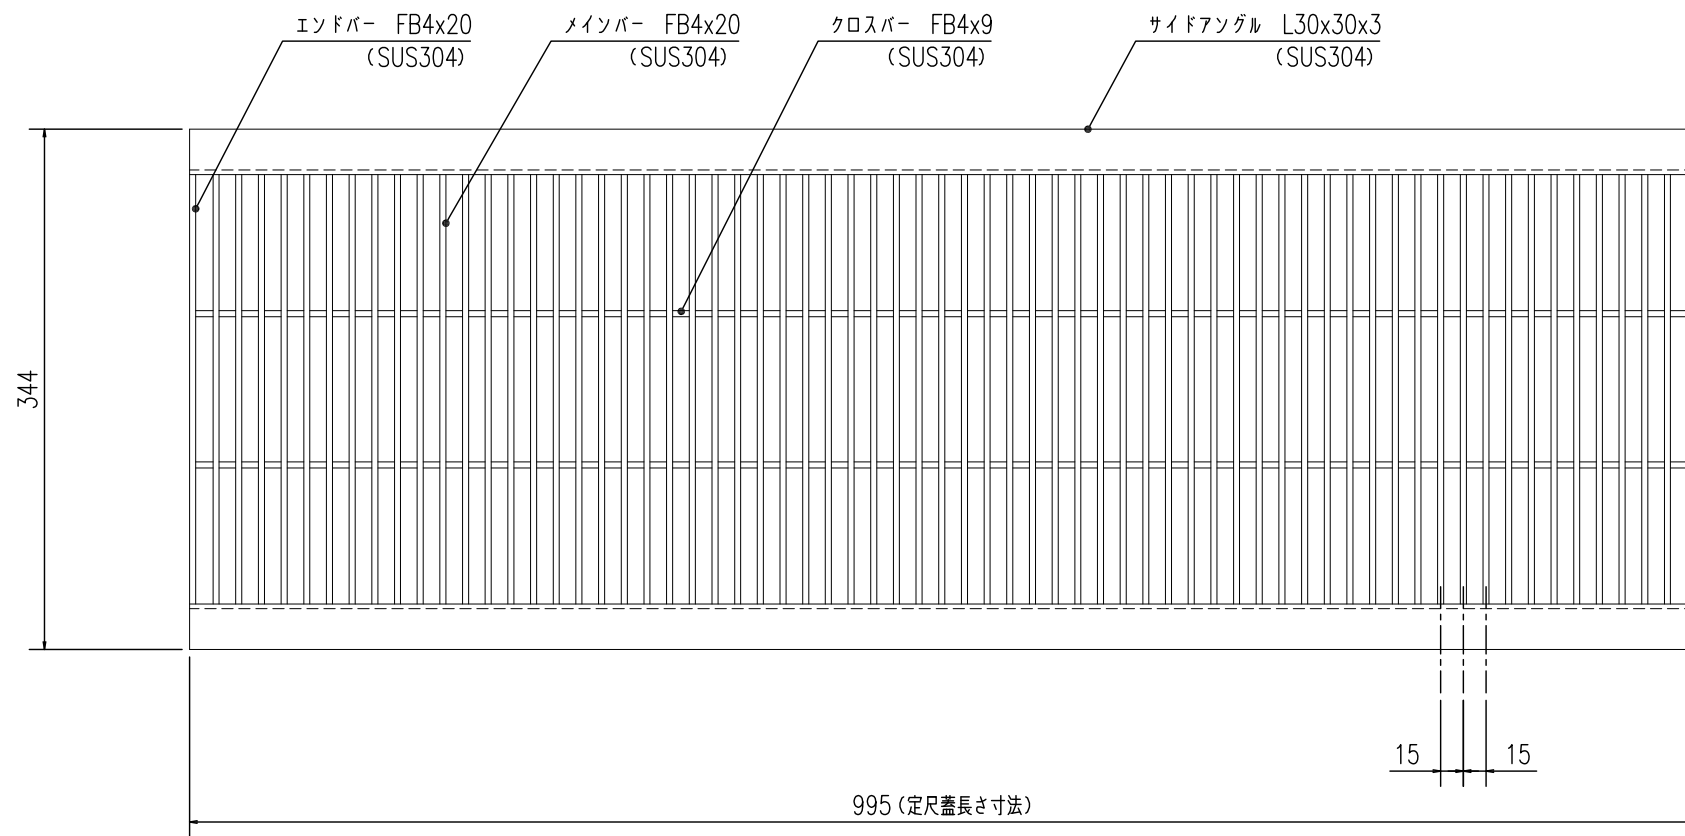 エンドバー FB4x20
(SUS304)
メインバー FB4x20
(SUS304)
クロスバー FB4x9
(SUS304)
サイドアングル L30x30x3
(SUS304)
344
15
15
995(定尺蓋長さ寸法)